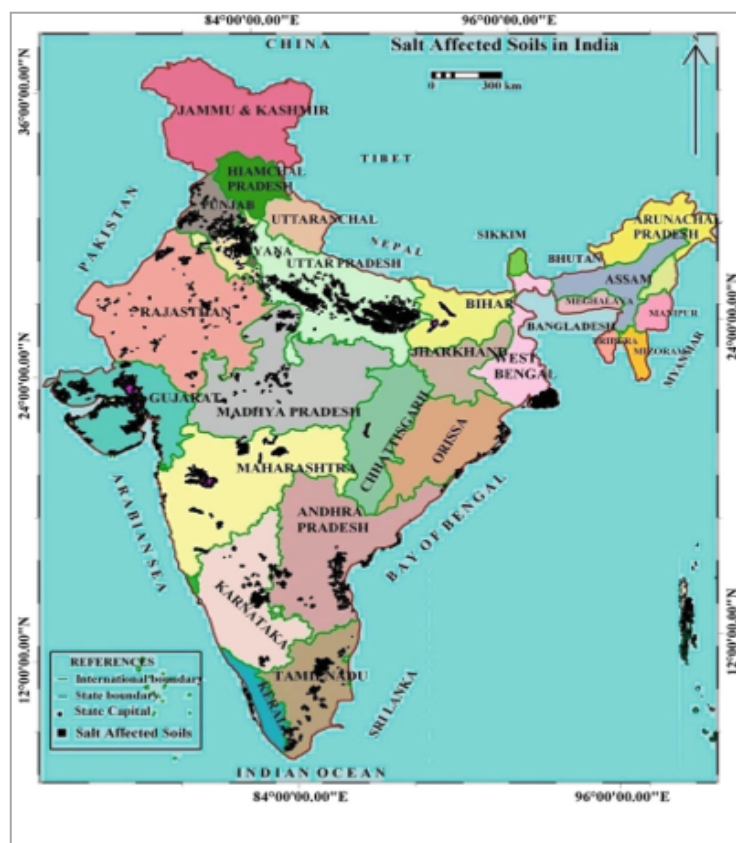 84°00'00.00"E
96°00'00.00"E
CHINA
Salt Affected Soils in India
N
0 300 km
36°00'00.00"N
JAMMU & KASHMIR
TIBET
HIAMCHAL
PRADESH
PUNJAB
UTTARANCHAL
PAKISTAN
NEPAL
SIKKIM
ARUNACHAL
PRADESH
BHUTAN
UTTAR PRADESH
ASSAM
RAJASTHAN
BIHAR
MEGHALAYA
MANIPUR
BANGLADESH
24°00'00.00"N
24°00'00.00"N
JHARKHAND
WEST
BENGAL
TRIPURA
MIZORAM
MYANMAR
GUJARAT
MADHYA PRADESH
CHHATTISGARH
ORISSA
MAHARASHTRA
ARABIAN SEA
ANDHRA
PRADESH
BAY OF BENGAL
KARNATAKA
12°00'00.00"N
12°00'00.00"N
REFERENCES
International boundary
State boundary
State Capital
Salt Affected Soils
TAMILNADU
KERALA
SRI LANKA
INDIAN OCEAN
84°00'00.00"E
96°00'00.00"E